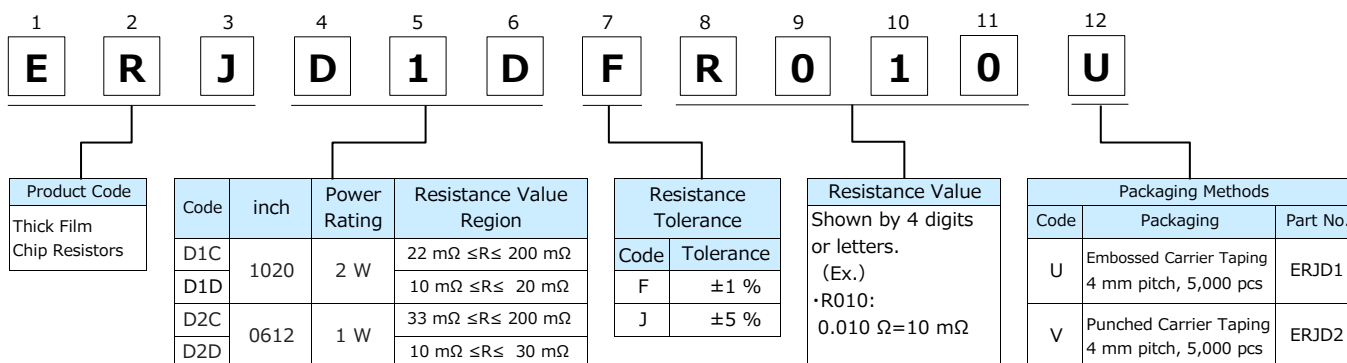 1 2 3 4 5 6 7 8 9 10 11 12
E R J D 1 D F R 0 1 0 U
Product Code
Thick Film
Chip Resistors
Code inch Power Rating Resistance Value Region
D1C 1020 2 W 22 mΩ ≤R≤ 200 mΩ
D1D 10 mΩ ≤R≤ 20 mΩ
D2C 0612 1 W 33 mΩ ≤R≤ 200 mΩ
D2D 10 mΩ ≤R≤ 30 mΩ
Resistance
Tolerance
Code Tolerance
F ±1 %
J ±5 %
Resistance Value
Shown by 4 digits
or letters.
(Ex.)
･R010:
0.010 Ω=10 mΩ
Packaging Methods
Code Packaging Part No.
U Embossed Carrier Taping
4 mm pitch, 5,000 pcs ERJD1
V Punched Carrier Taping
4 mm pitch, 5,000 pcs ERJD2